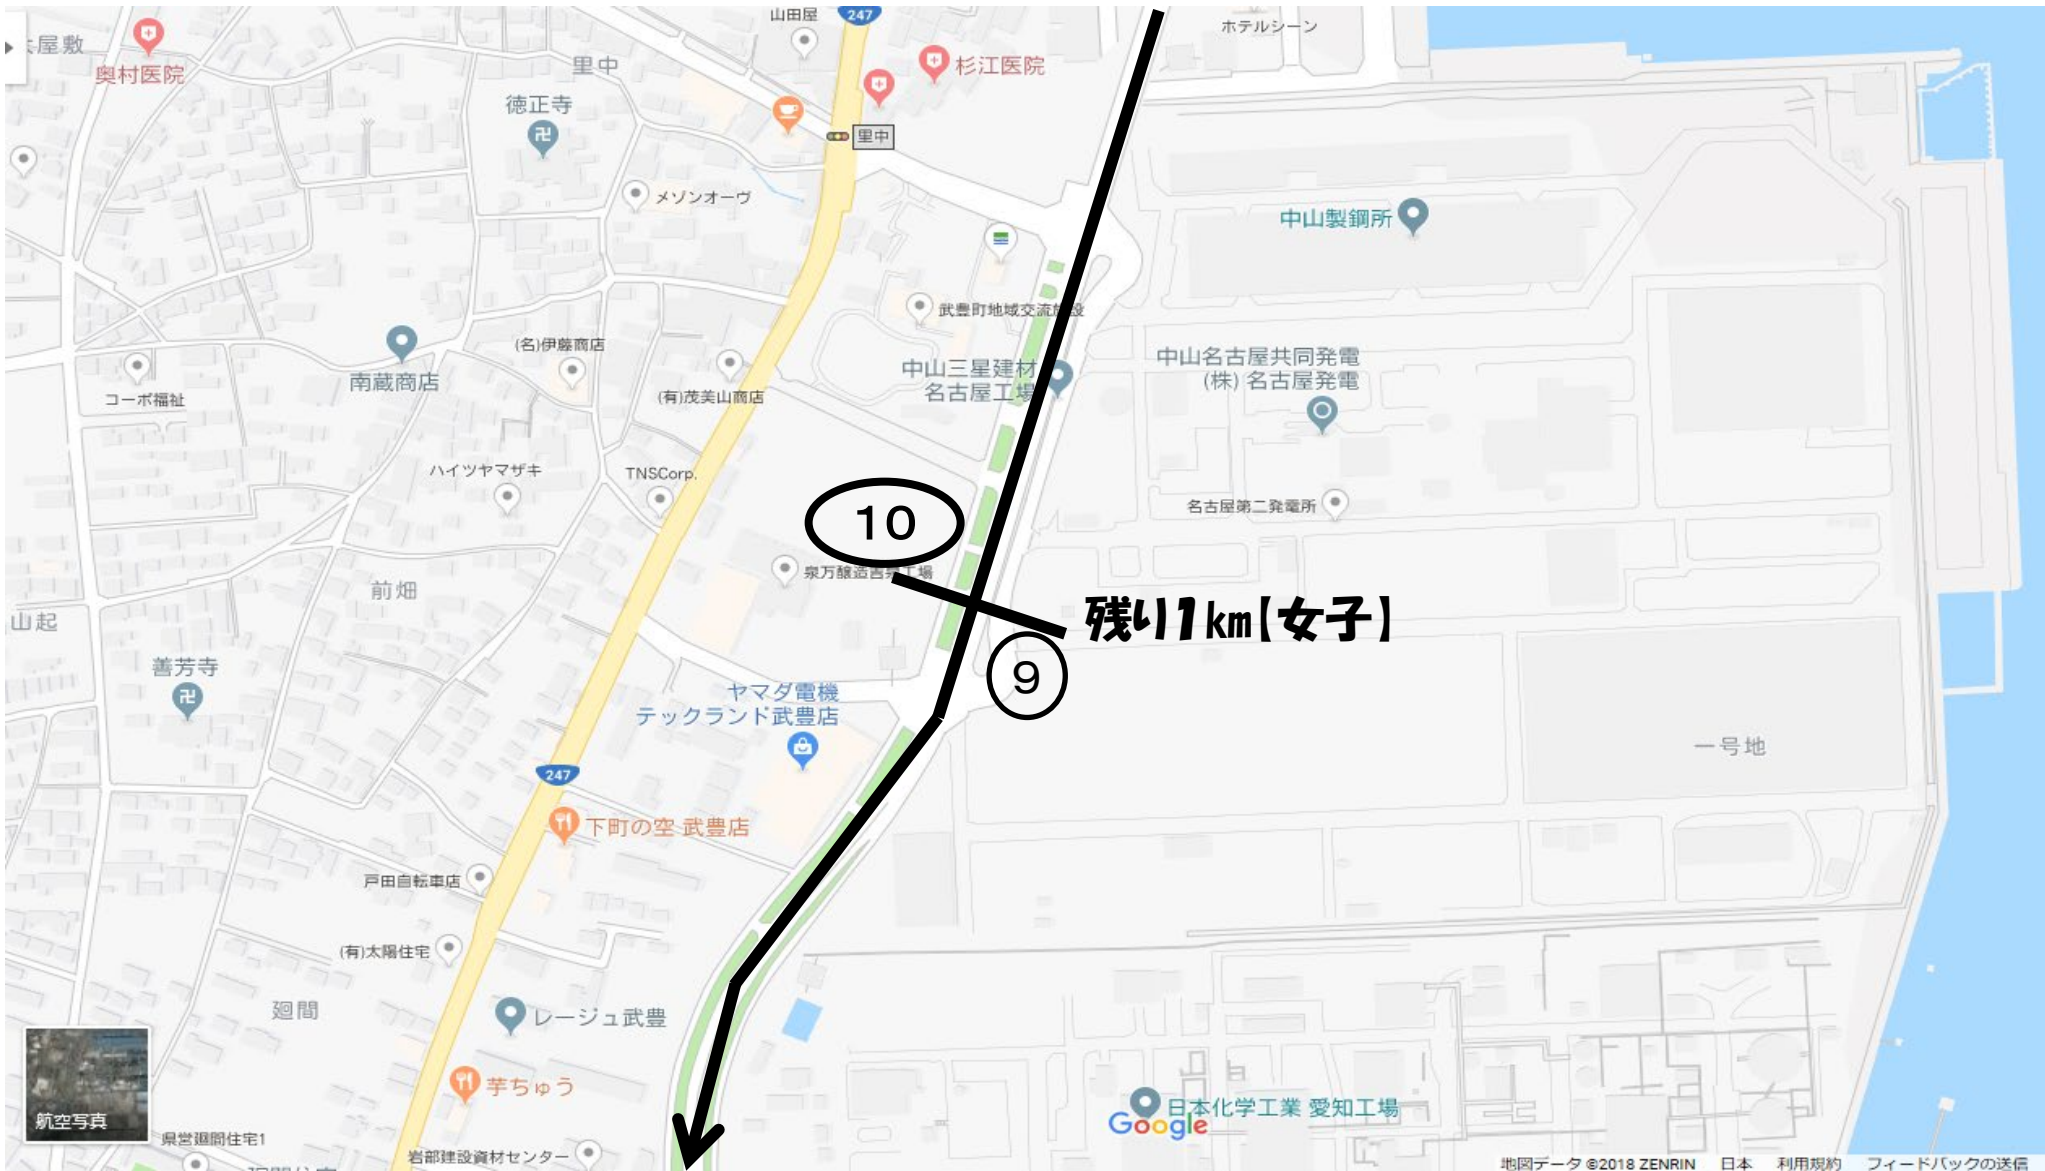 山田屋
247
ホテルシーン
屋敷
奥村医院
里中
杉江医院
徳正寺
里中
メゾンオーヴ
中山製鋼所
武豊町地域交流施設
(名)伊藤商店
南蔵商店
コーポ福祉
(有)茂美山商店
中山三星建材
名古屋工場
中山名古屋共同発電
(株) 名古屋発電
ハイツヤマザキ
TNSCorp.
名古屋第二発電所
10
泉万醸造吉泉工場
前畑
残り1km【女子】
山起
善芳寺
9
ヤマダ電機
テックランド武豊店
一号地
247
下町の空 武豊店
戸田自転車店
(有)太陽住宅
廻間
レージュ武豊
芋ちゅう
航空写真
日本化学工業 愛知工場
Google
県営廻間住宅1
岩部建設資材センター
地図データ ©2018 ZENRIN 日本 利用規約 フィードバックの送信